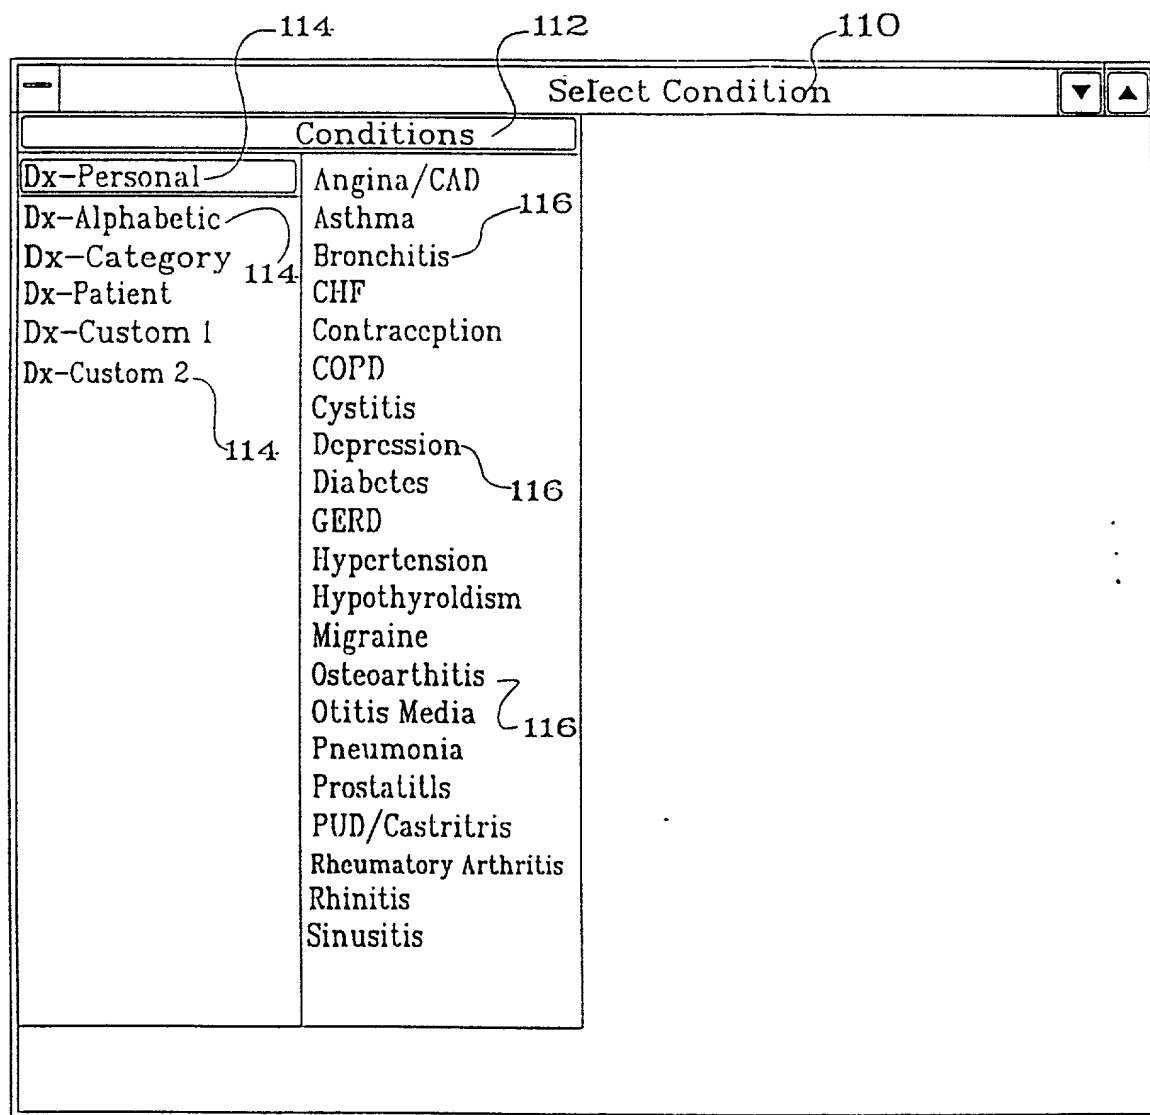 114 112 110
Select Condition
Conditions
Dx-Personal
Dx-Alphabetic
114
Dx-Category
Dx-Patient
Dx-Custom 1
Dx-Custom 2
114
Angina/CAD
Asthma
116
Bronchitis
CHF
Contraception
COPD
Cystitis
Depression
Diabetes
116
GERD
Hypertension
Hypothyroldism
Migraine
Osteoarthitis
Otitis Media
116
Pneumonia
Prostatitls
PUD/Castritris
Rheumatory Arthritis
Rhinitis
Sinusitis